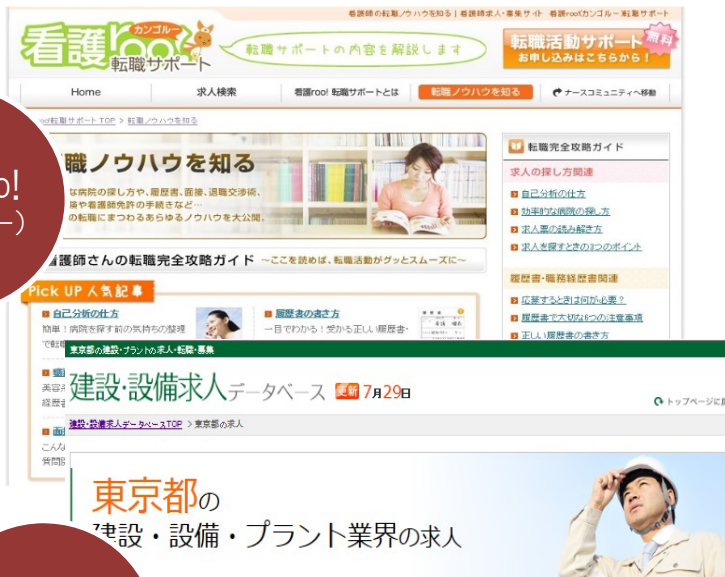 看護師の転職ノウハウを知る|看護師求人・募集サイト 看護roo!(カンゴルー)転職サポート
看護roo!
カンゴルー
転職サポート
転職サポートの内容を解説します
転職活動サポート 無料
お申し込みはこちらから!
Home 求人検索 看護roo! 転職サポートとは 転職ノウハウを知る ナースコミュニティへ移動
転職サポート TOP > 転職ノウハウを知る
職ノウハウを知る
な病院の探し方や、履歴書、面接、退職交渉術、
険や看護師免許の手続きなど…
の転職にまつわるあらゆるノウハウを大公開。
o!
ー)
護師さんの転職完全攻略ガイド ~ここを読めば、転職活動がグッとスムーズに~
Pick UP 人気記事
自己分析の仕方
簡単!病院を探す前の気持ちの整理
履歴書の書き方
一目でわかる!受かる正しい履歴書・
転職完全攻略ガイド
求人の探し方関連
自己分析の仕方
効率的な病院の探し方
求人票の読み解き方
求人を探すときの3つのポイント
履歴書・職務経歴書関連
応募するときは何が必要?
履歴書で大切な6つの注意事項
正しい履歴書の書き方
で転
美容
経歴
面
こんな
質問
東京都の建設・プラントの求人・転職・募集
建設・設備求人データベース 更新 7月29日
トップページに戻
建設・設備求人データベースTOP > 東京都の求人
東京都の
建設・設備・プラント業界の求人